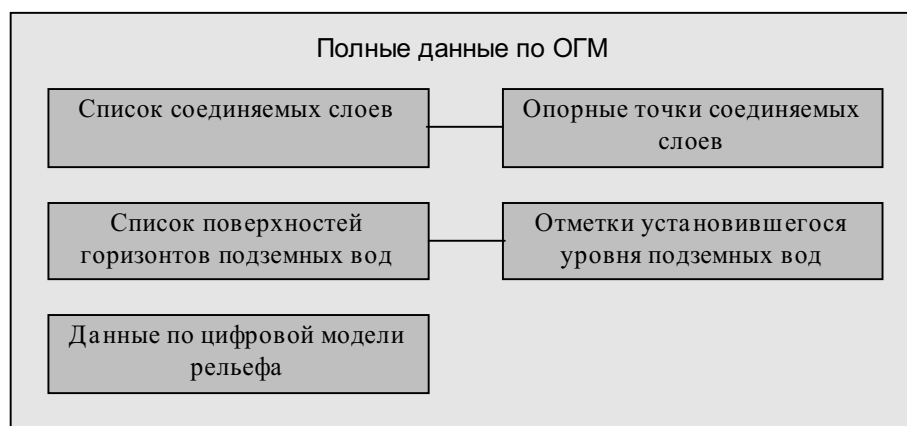 Полные данные по ОГМ
Список соединяемых слоев
Опорные точки соединяемых
слоев
Список поверхностей
горизонтов подземных вод
Отметки установившегося
уровня подземных вод
Данные по цифровой модели
рельефа